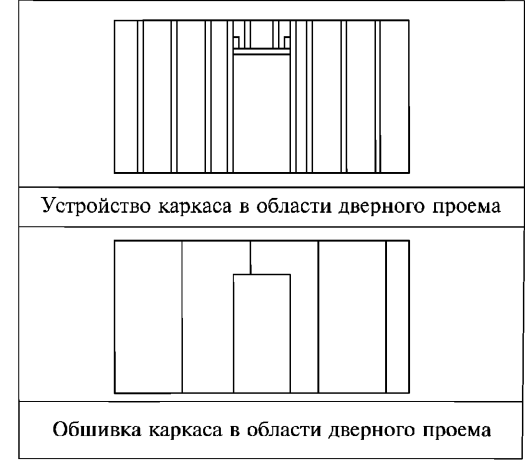 Устройство каркаса в области дверного проема
Обшивка каркаса в области дверного проема